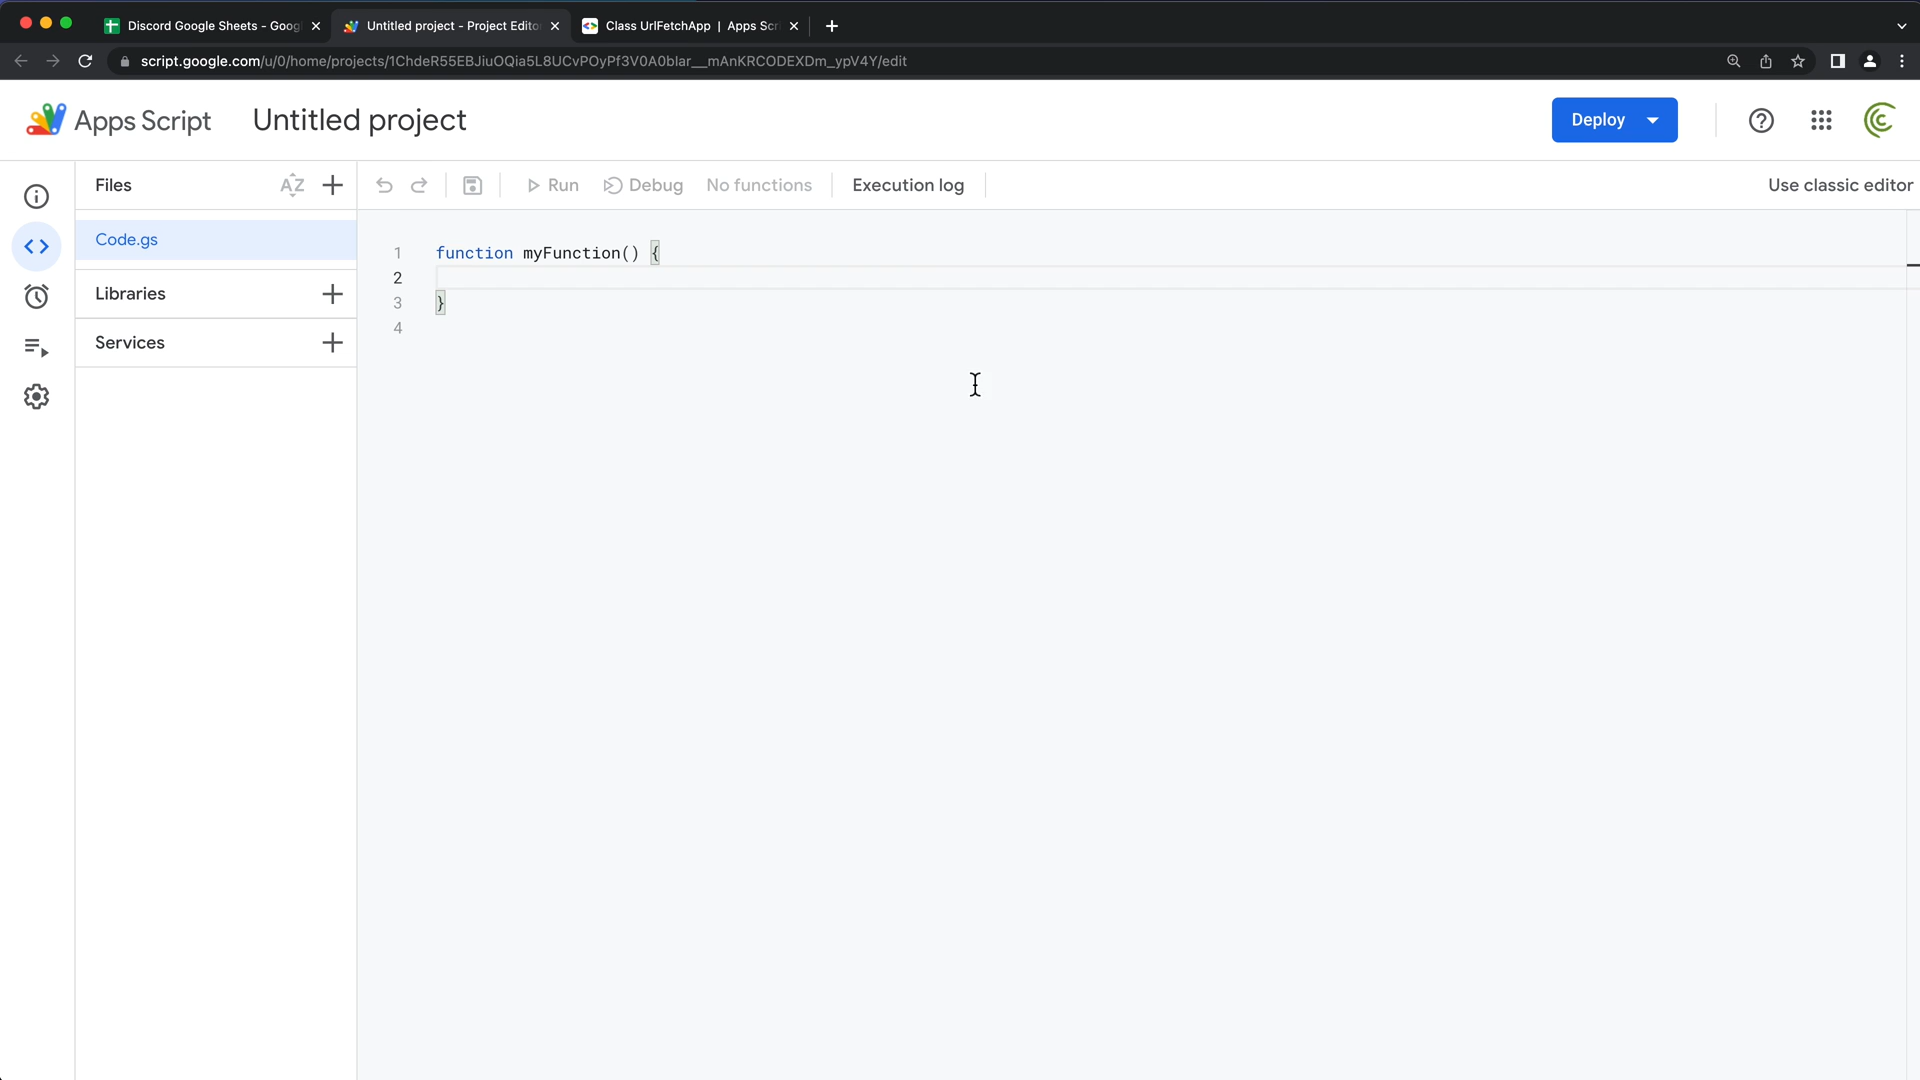 Discord Google Sheets - Goog
Untitled project - Project Edito
Class UrlFetchApp | Apps Scri
script.google.com/u/0/home/projects/1ChdeR55EBJiuOQia5L8UCvPOyPf3V0A0blar__mAnKRCODEXDm_ypV4Y/edit
Apps Script
Untitled project
Deploy
Files
AZ
Run
Debug
No functions
Execution log
Use classic editor
Code.gs
Libraries
Services
1 function myFunction() {
2
3 }
4